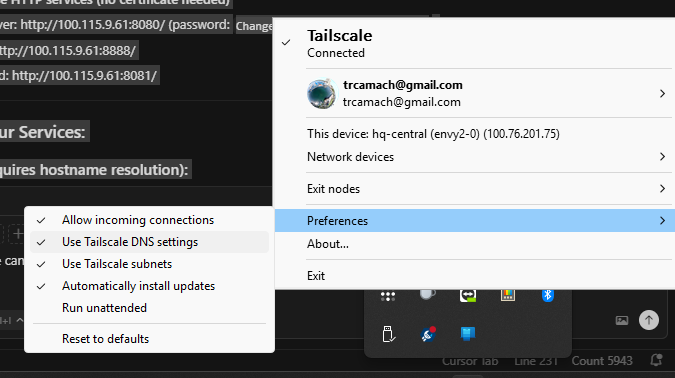 e HTTP services (no certificate needed)
ver: http://100.115.9.61:8080/ (password: Change
http://100.115.9.61:8888/
d: http://100.115.9.61:8081/
ur Services:
quires hostname resolution):
Tailscale
Connected
trcamach@gmail.com
trcamach@gmail.com
This device: hq-central (envy2-0) (100.76.201.75)
Network devices
Exit nodes
Preferences
About...
Exit
Allow incoming connections
Use Tailscale DNS settings
Use Tailscale subnets
Automatically install updates
Run unattended
Reset to defaults
e can
Cursor Tab
Line 231
Count 5943